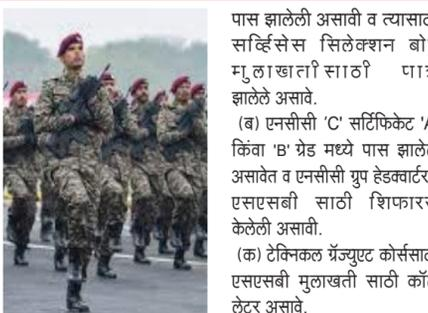 पास झालेली असावी व त्यासाठ
सर्व्हिसेस सिलेक्शन बो
मुलाखतीसाठी पात्र
झालेले असावे.
(ब) एनसीसी 'C' सर्टिफिकेट 'A
किंवा 'B' ग्रेड मध्ये पास झाले
असावेत व एनसीसी ग्रुप हेडक्वार्टर
एसएसबी साठी शिफारस
केलेली असावी.
(क) टेक्निकल ग्रॅज्युएट कोर्ससाठ
एसएसबी मुलाखती साठी कॉ
लेटर असावे.